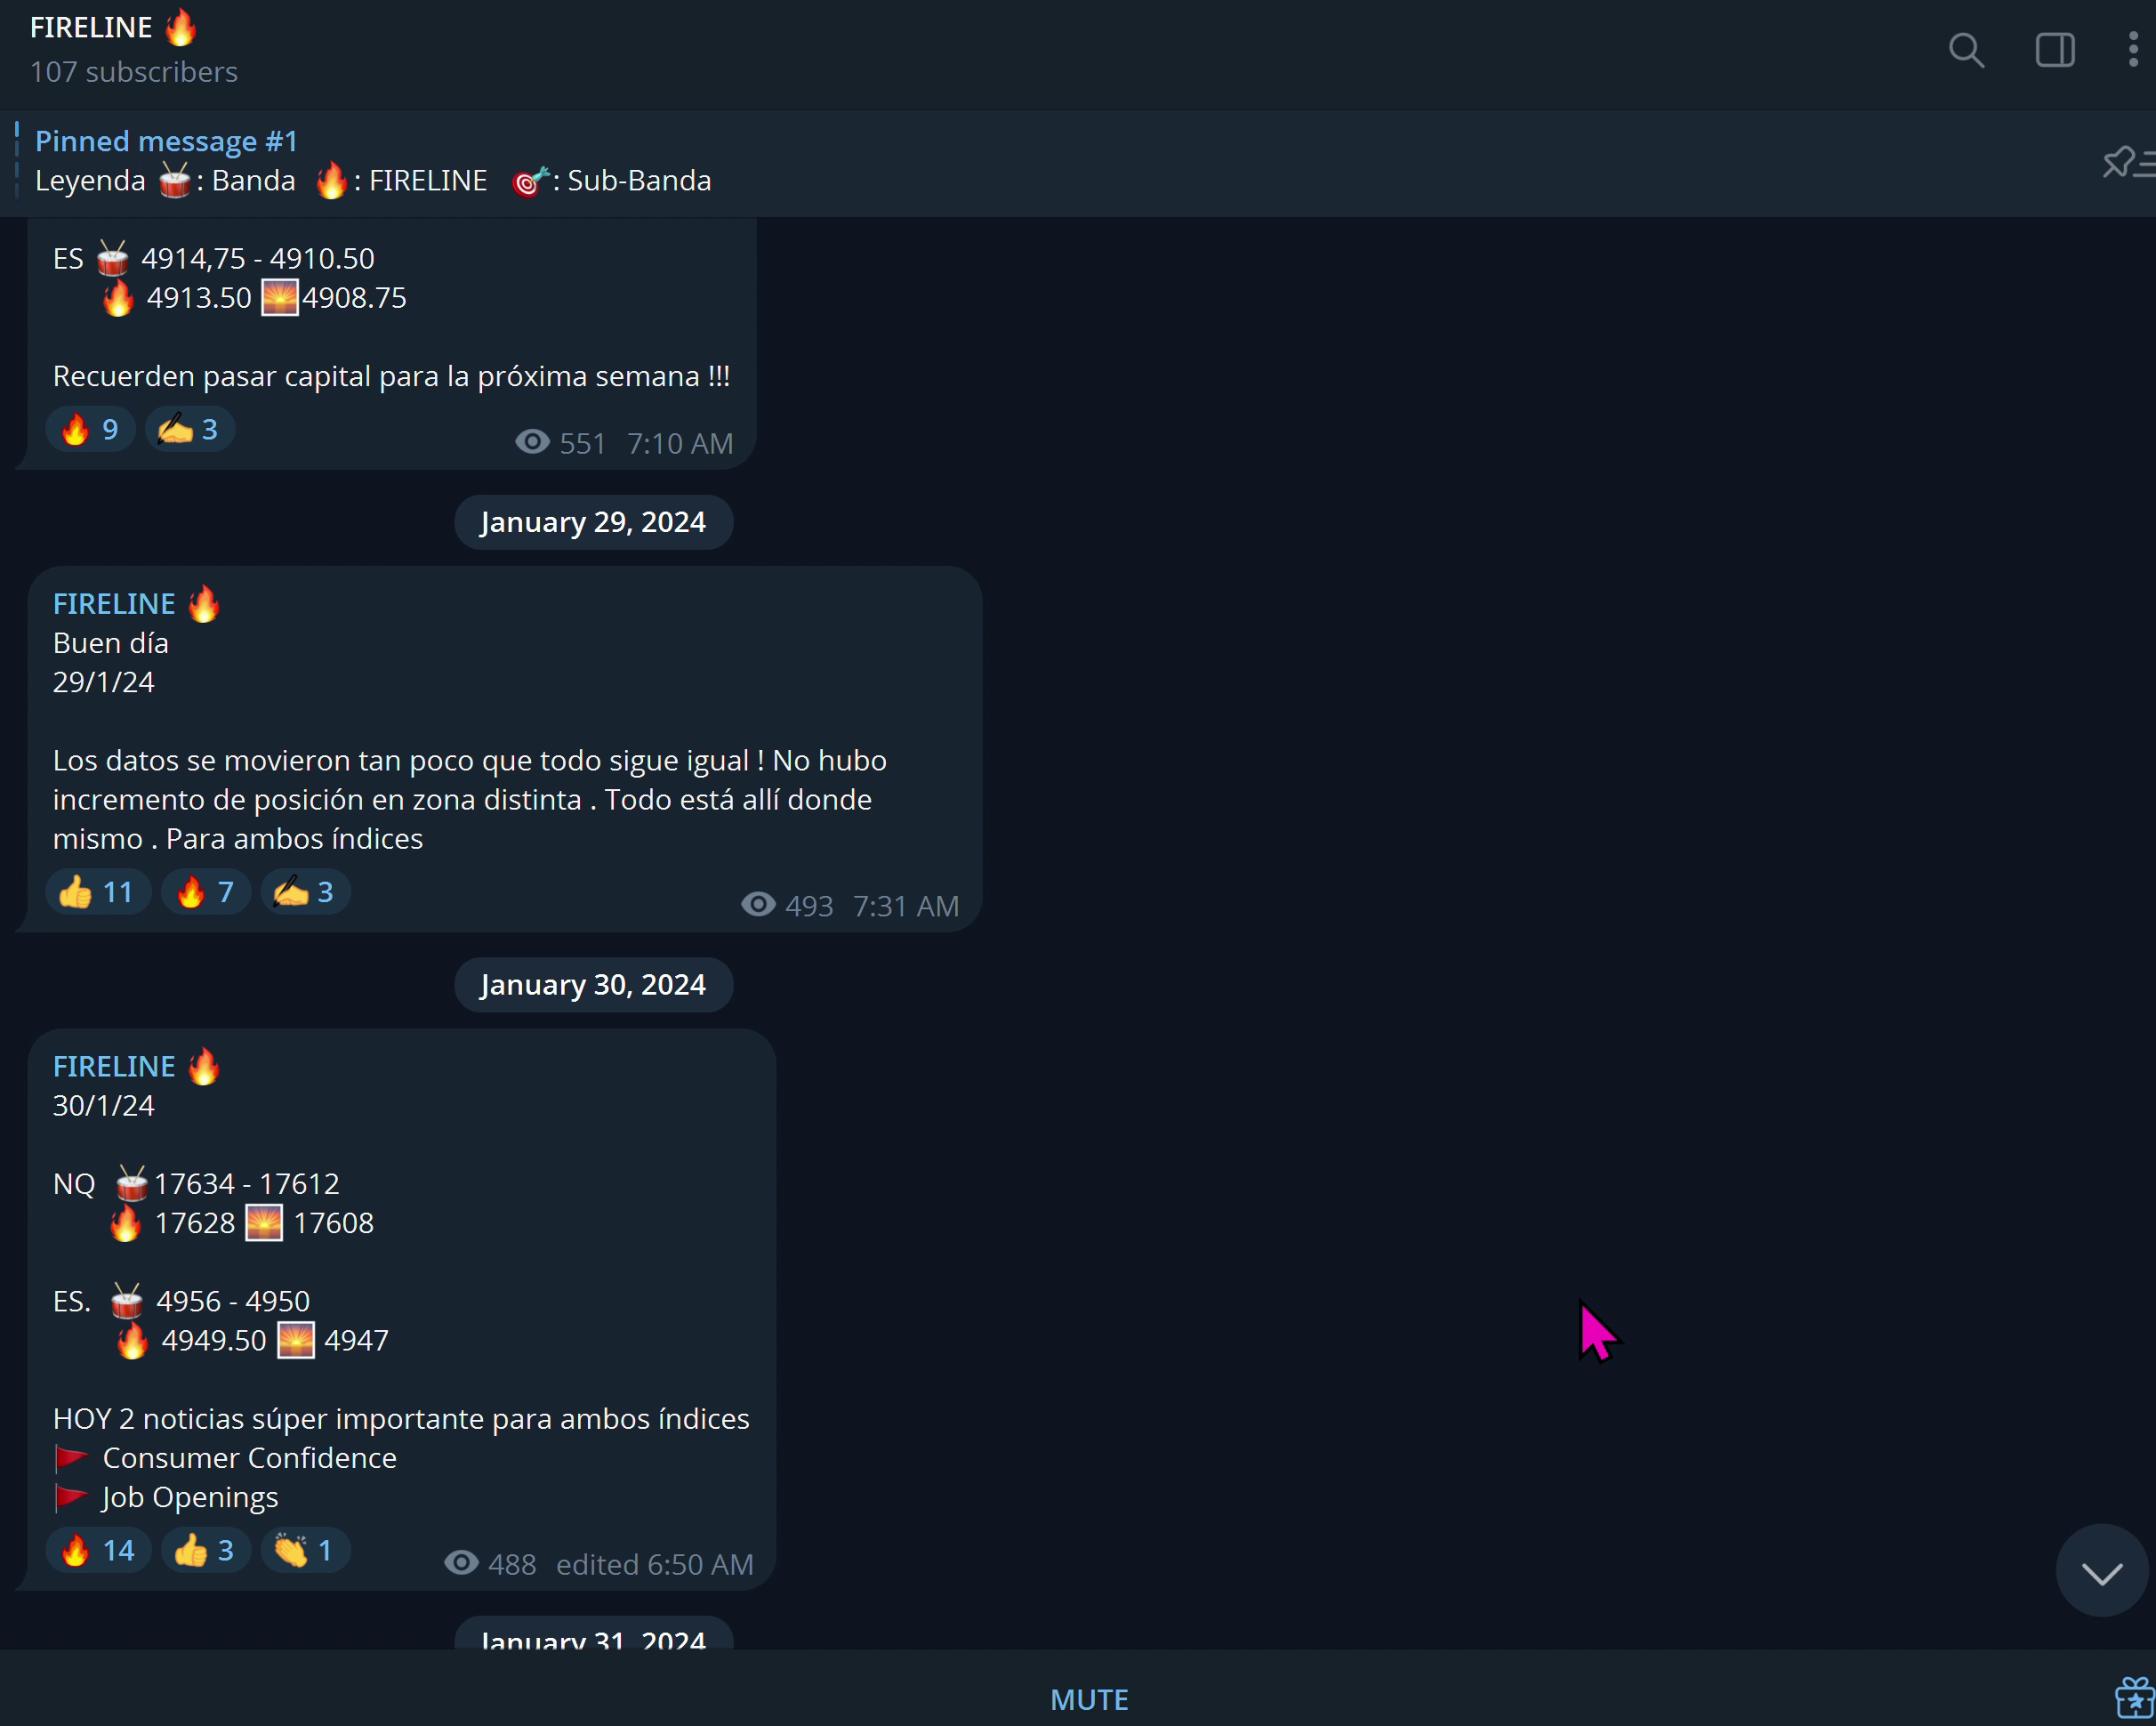 FIRELINE 🔥
107 subscribers
Pinned message #1
Leyenda 🥁: Banda 🔥: FIRELINE 🎯: Sub-Banda
ES 🥁 4914,75 - 4910.50
🔥 4913.50 🌅4908.75
Recuerden pasar capital para la próxima semana !!!
🔥 9 ✍️ 3
551 7:10 AM
January 29, 2024
FIRELINE 🔥
Buen día
29/1/24
Los datos se movieron tan poco que todo sigue igual ! No hubo
incremento de posición en zona distinta . Todo está allí donde
mismo . Para ambos índices
👍 11 🔥 7 ✍️ 3
493 7:31 AM
January 30, 2024
FIRELINE 🔥
30/1/24
NQ 🥁 17634 - 17612
🔥 17628 🌅 17608
ES. 🥁 4956 - 4950
🔥 4949.50 🌅 4947
HOY 2 noticias súper importante para ambos índices
🚩 Consumer Confidence
🚩 Job Openings
🔥 14 👍 3 👏 1
488 edited 6:50 AM
January 31, 2024
MUTE